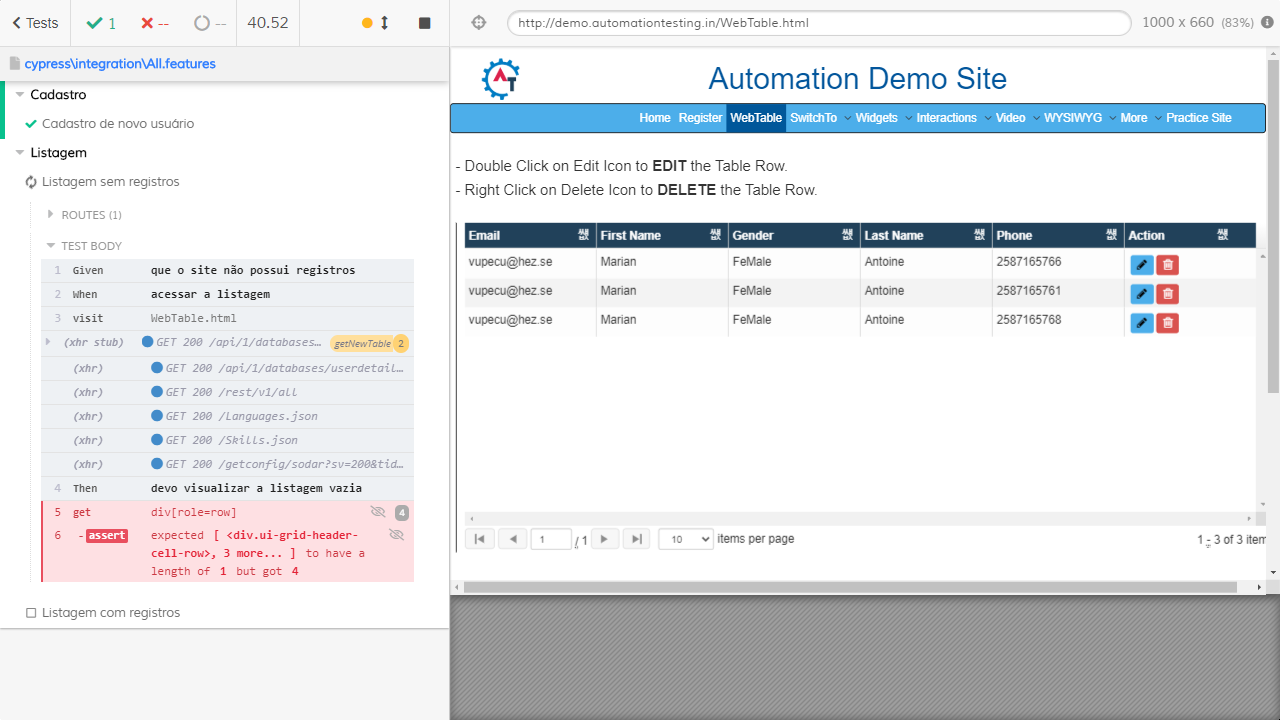 Tests
1
--
--
40.52
http://demo.automationtesting.in/WebTable.html
1000 x 660 (83%)
cypress\integration\All.features
Cadastro
Cadastro de novo usuário
Listagem
Listagem sem registros
ROUTES (1)
TEST BODY
1 Given que o site não possui registros
2 When acessar a listagem
3 visit WebTable.html
(xhr stub) GET 200 /api/1/databases... getNewTable 2
(xhr) GET 200 /api/1/databases/userdetail...
(xhr) GET 200 /rest/v1/all
(xhr) GET 200 /Languages.json
(xhr) GET 200 /Skills.json
(xhr) GET 200 /getconfig/sodar?sv=200&tid...
4 Then devo visualizar a listagem vazia
5 get div[role=row] 4
6 -assert expected [ <div.ui-grid-header-
cell-row>, 3 more... ] to have a
length of 1 but got 4
Listagem com registros
AT
Automation Demo Site
Home Register WebTable SwitchTo Widgets Interactions Video WYSIWYG More Practice Site
- Double Click on Edit Icon to EDIT the Table Row.
- Right Click on Delete Icon to DELETE the Table Row.
Email First Name Gender Last Name Phone Action
vupecu@hez.se Marian FeMale Antoine 2587165766
vupecu@hez.se Marian FeMale Antoine 2587165761
vupecu@hez.se Marian FeMale Antoine 2587165768
1 / 1 10 items per page 1 - 3 of 3 item